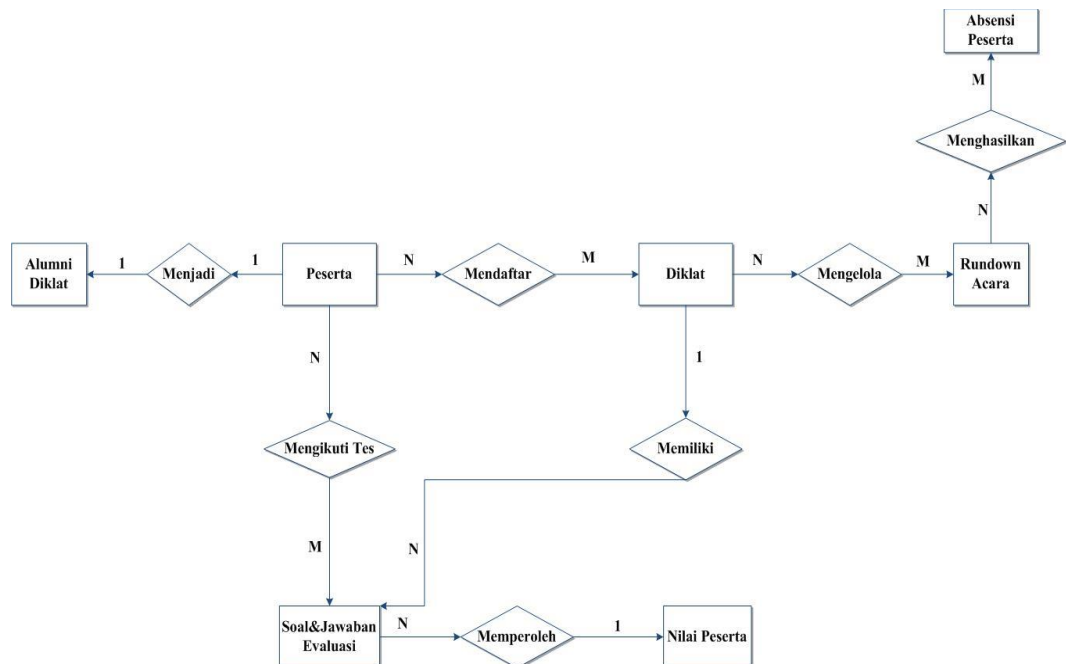 Absensi
Peserta
M
Menghasilkan
N
Alumni
Diklat
1
Menjadi
1
Peserta
N
Mendaftar
M
Diklat
N
Mengelola
M
Rundown
Acara
N
1
Mengikuti Tes
Memiliki
M
N
Soal&Jawaban
Evaluasi
N
Memperoleh
1
Nilai Peserta